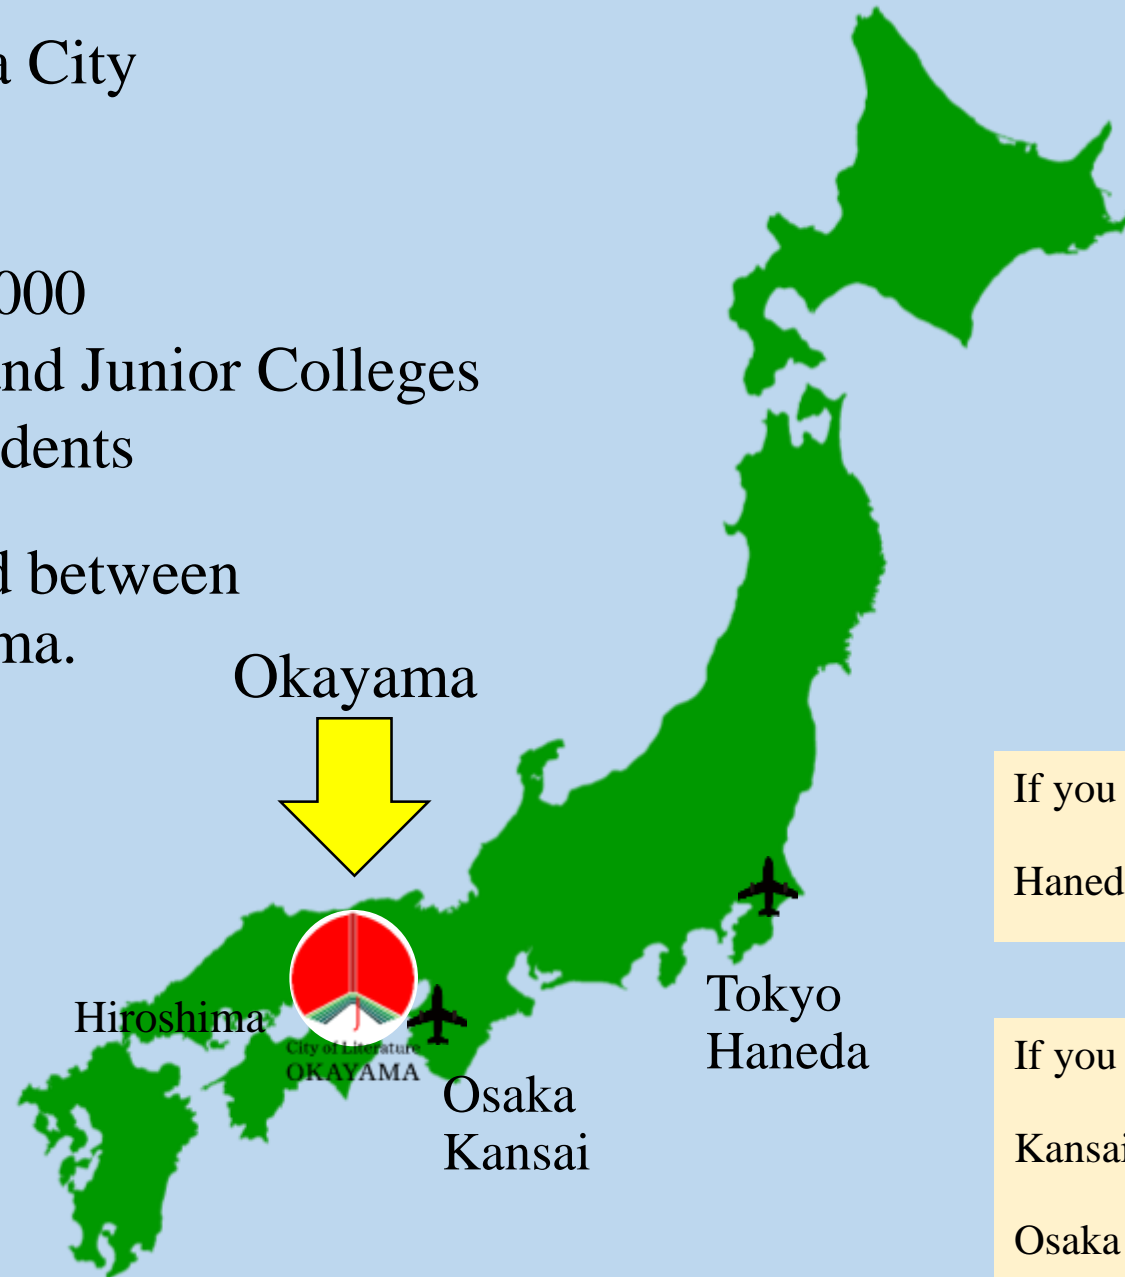 a City
000
nd Junior Colleges
dents
d between
ma.
Okayama
If you
Haned
Tokyo
Haneda
Hiroshima
City of Literature
OKAYAMA
Osaka
Kansai
If you
Kansai
Osaka